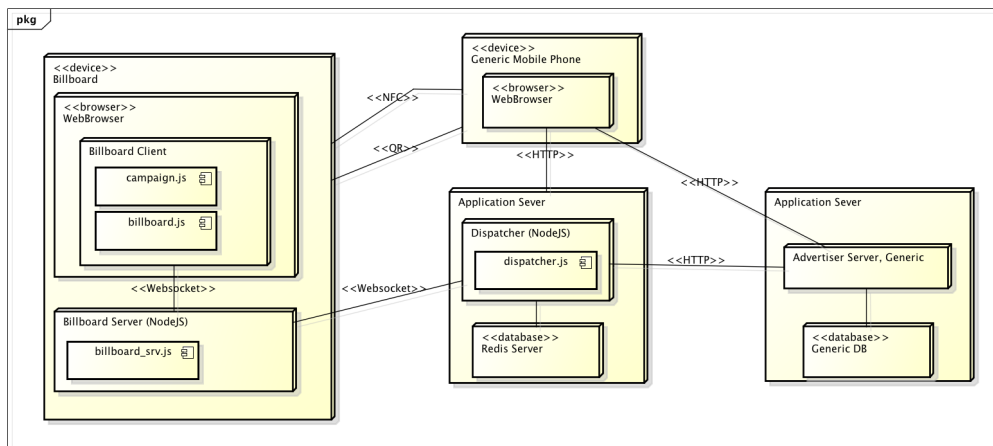 pkg
<<device>>
Billboard
<<browser>>
WebBrowser
Billboard Client
campaign.js
billboard.js
<<Websocket>>
Billboard Server (NodeJS)
billboard_srv.js
<<NFC>>
<<QR>>
<<Websocket>>
<<device>>
Generic Mobile Phone
<<browser>>
WebBrowser
<<HTTP>>
<<HTTP>>
Application Sever
Dispatcher (NodeJS)
dispatcher.js
<<database>>
Redis Server
<<HTTP>>
Application Sever
Advertiser Server, Generic
<<database>>
Generic DB